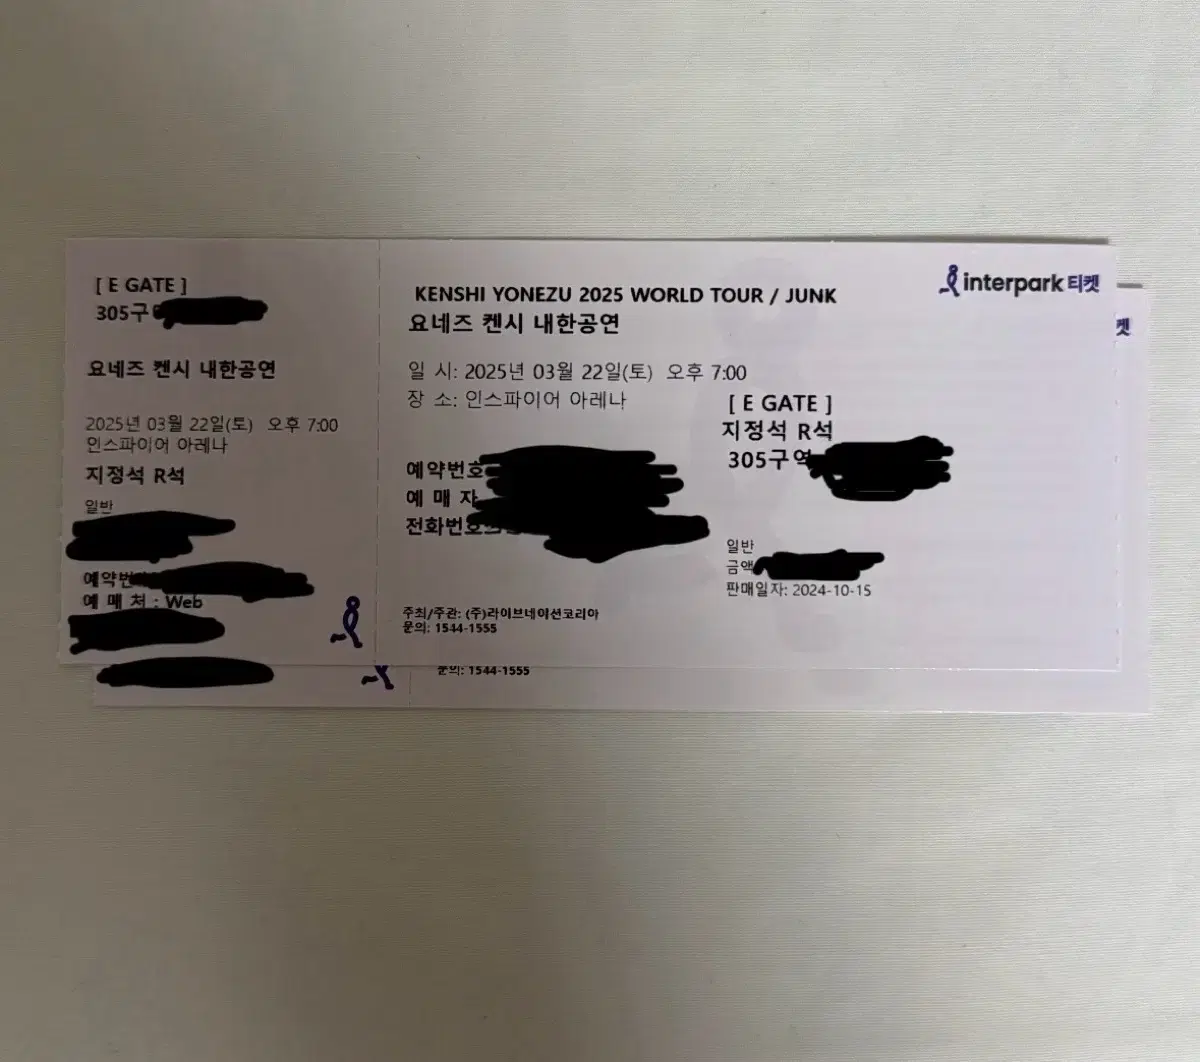 [ E GATE ]
305구
요네즈 켄시 내한공연
2025년 03월 22일(토) 오후 7:00
인스파이어 아레나
지정석 R석
일반
예약번
예 매 처 : Web
KENSHI YONEZU 2025 WORLD TOUR / JUNK
요네즈 켄시 내한공연
일 시: 2025년 03월 22일(토) 오후 7:00
장 소: 인스파이어 아레나
예약번호
예 매 자
전화번호
주최/주관: (주)라이브네이션코리아
문의: 1544-1555
interpark 티켓
[ E GATE ]
지정석 R석
305구역
일반
금액
판매일자: 2024-10-15
켓
문의: 1544-1555